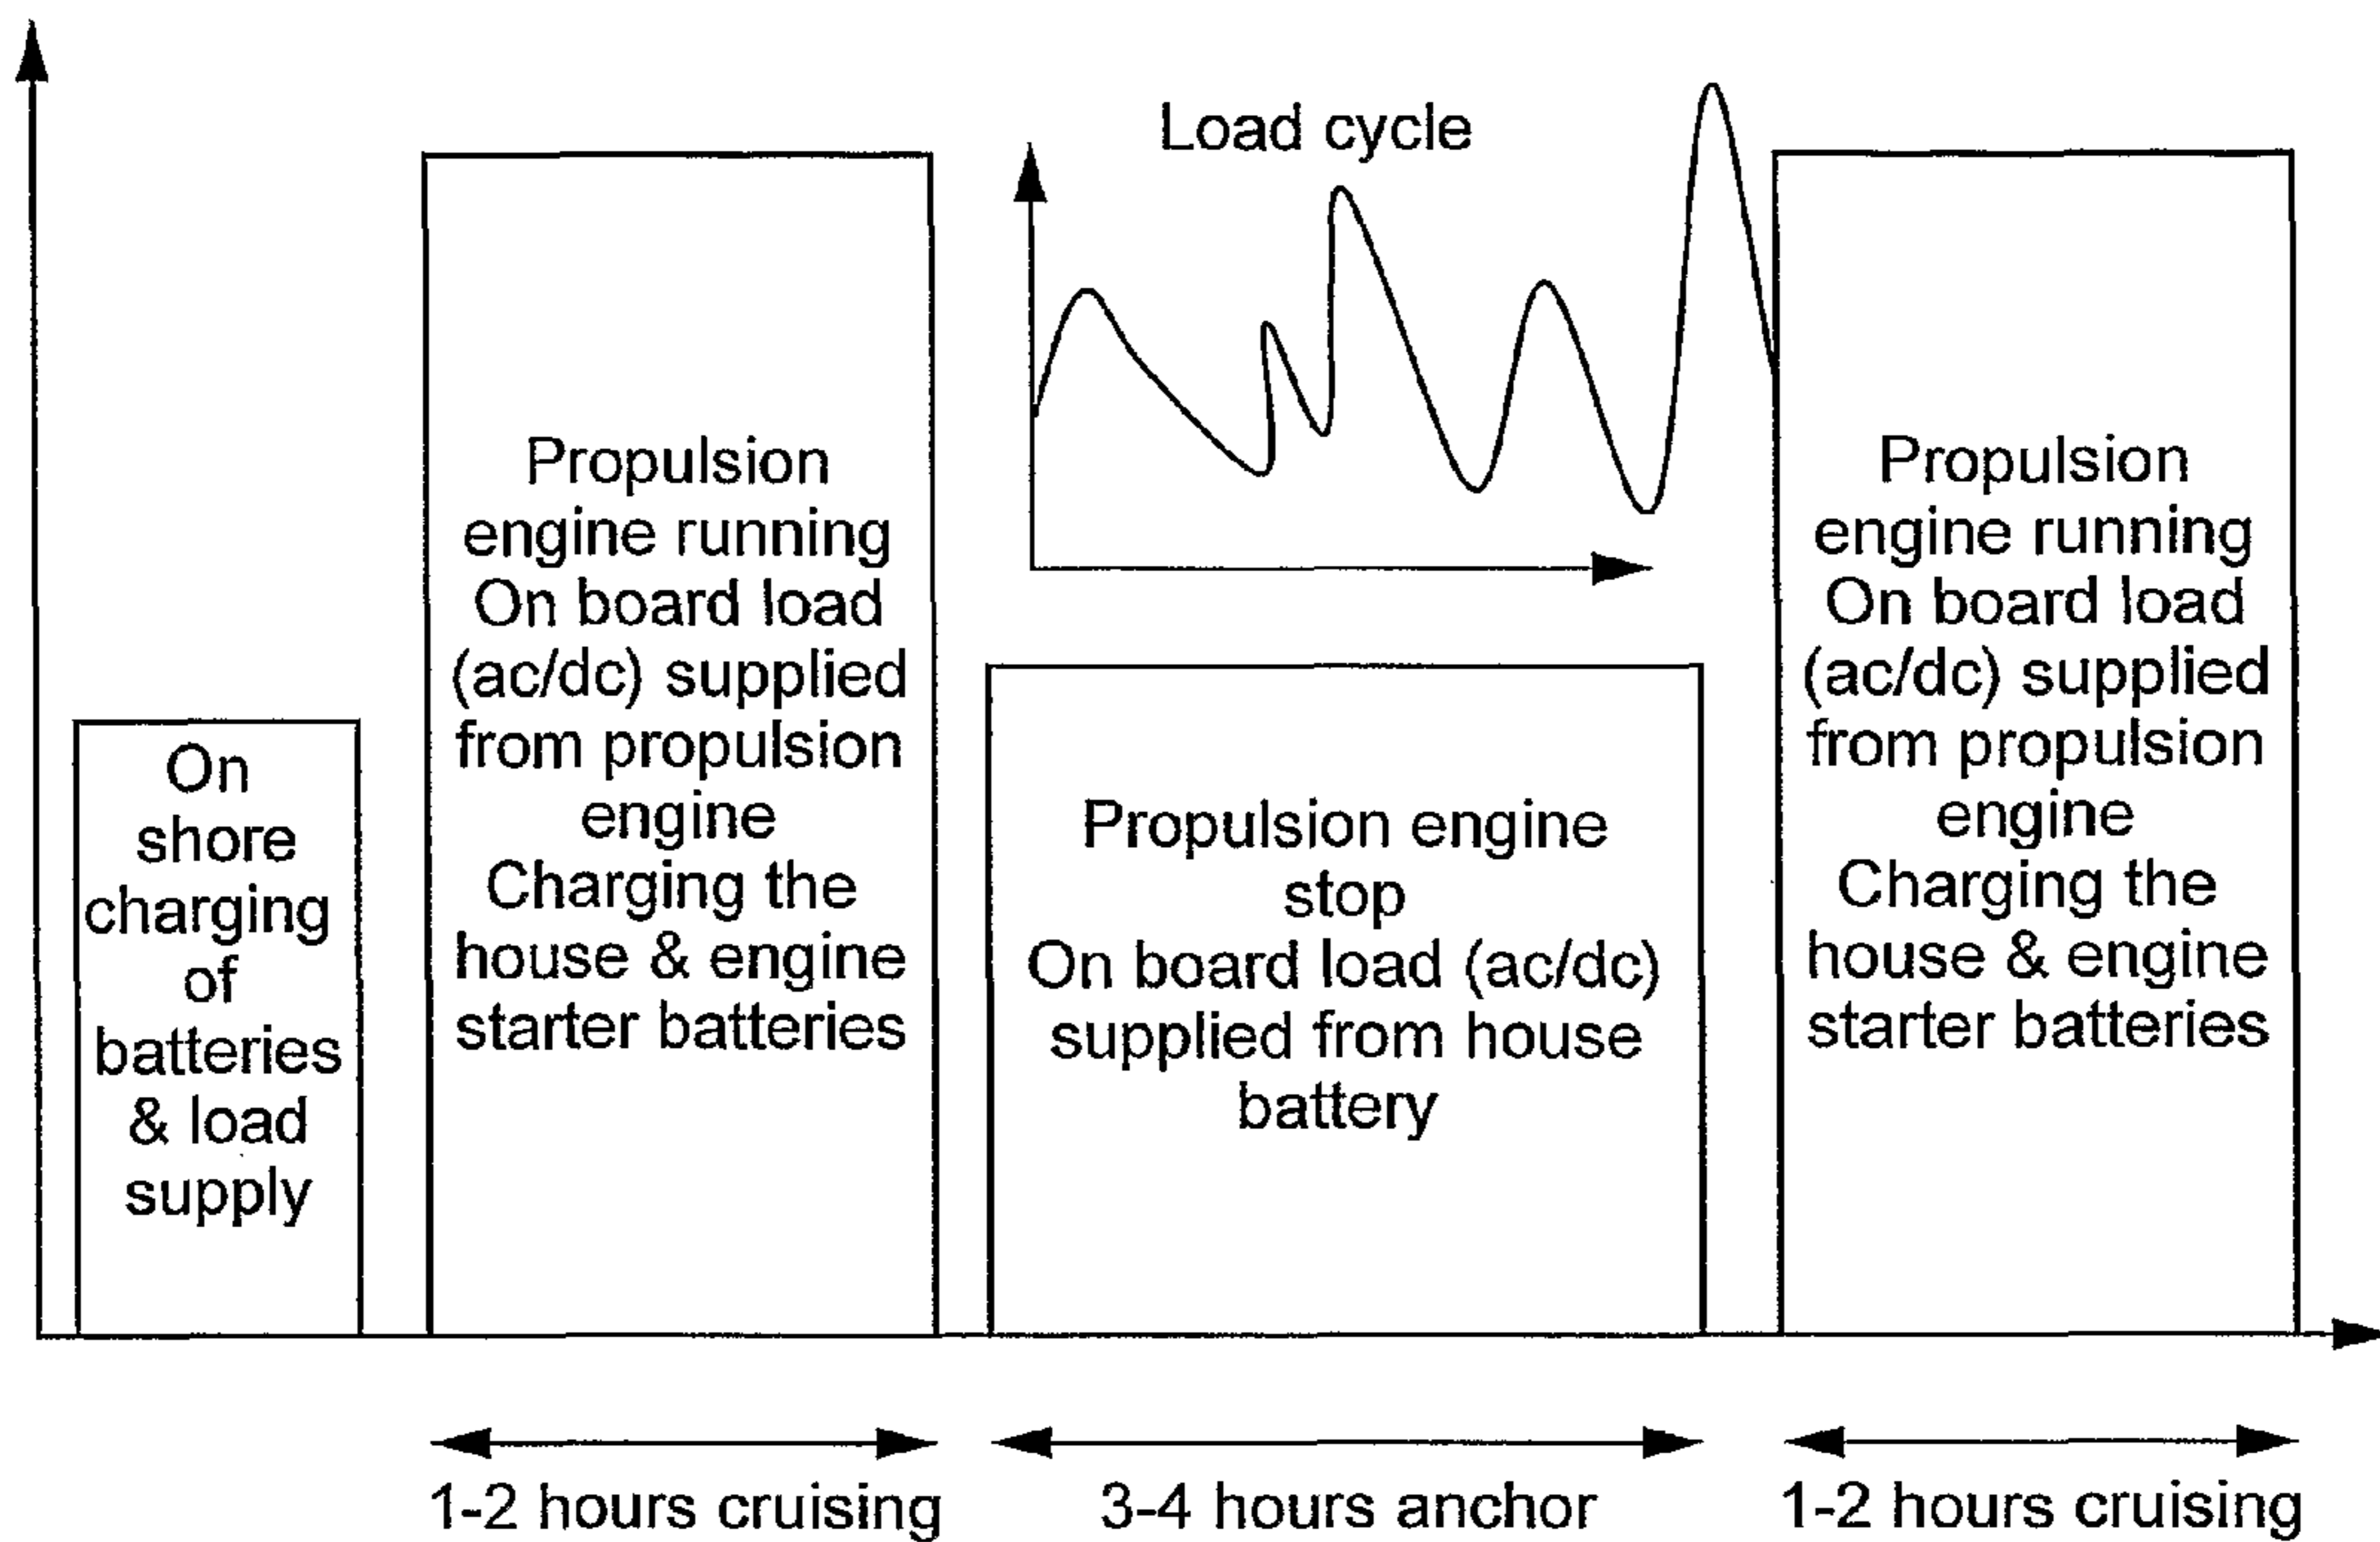 Load cycle
On
shore
charging
of
batteries
& load
supply
Propulsion
engine running
On board load
(ac/dc) supplied
from propulsion
engine
Charging the
house & engine
starter batteries
Propulsion engine
stop
On board load (ac/dc)
supplied from house
battery
Propulsion
engine running
On board load
(ac/dc) supplied
from propulsion
engine
Charging the
house & engine
starter batteries
1-2 hours cruising
3-4 hours anchor
1-2 hours cruising